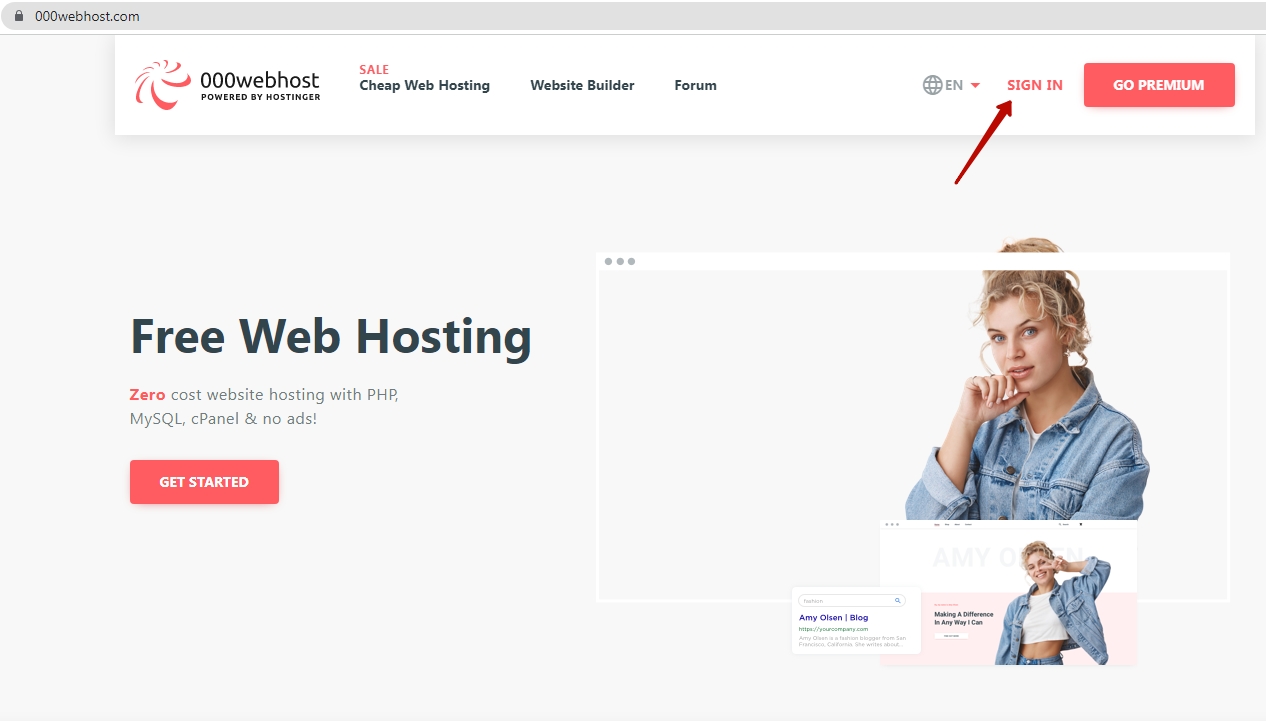 000webhost.com
000webhost
POWERED BY HOSTINGER
SALE
Cheap Web Hosting
Website Builder
Forum
EN
SIGN IN
GO PREMIUM
Free Web Hosting
Zero cost website hosting with PHP,
MySQL, cPanel & no ads!
GET STARTED
AMY OLSEN
fashion
Amy Olsen | Blog
https://yourcompany.com
Amy Olsen is a fashion blogger from San
Francisco, California. She writes about...
Making A Difference
In Any Way I Can